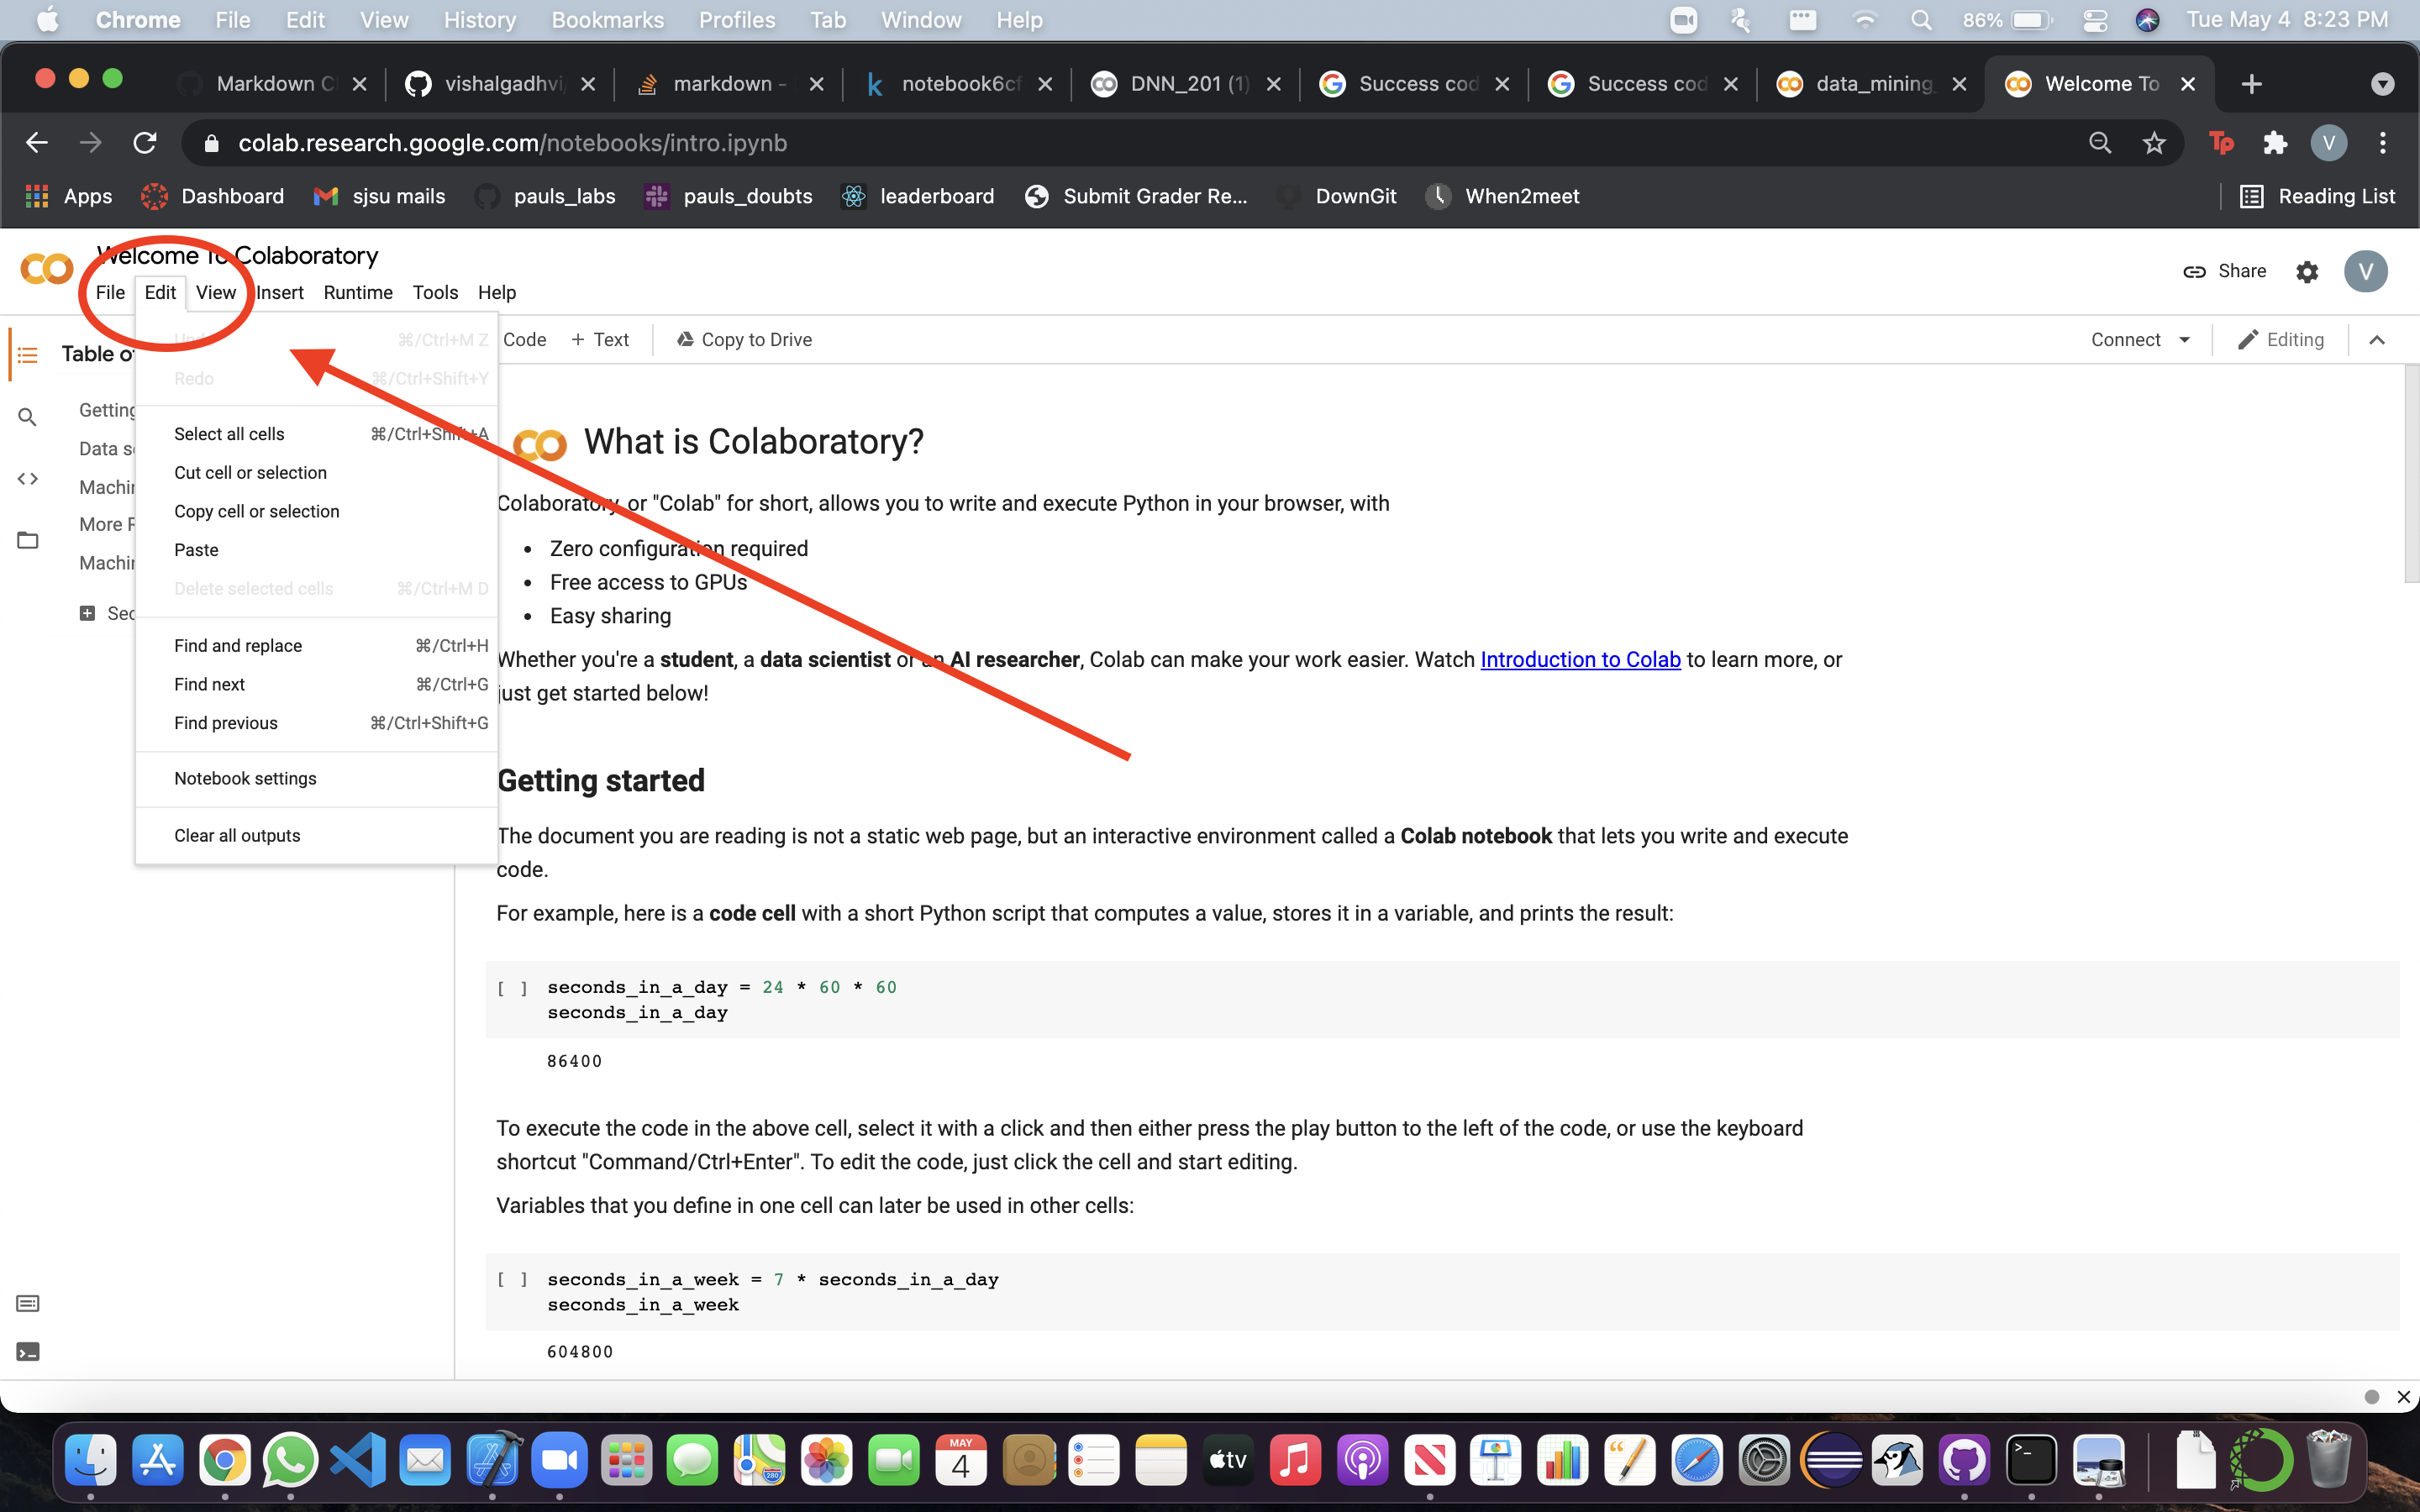 Chrome File Edit View History Bookmarks Profiles Tab Window Help 86% Tue May 4 8:23 PM
Markdown C vishalgadhvi markdown - notebook6cf DNN_201 (1) Success cod Success cod data_mining_ Welcome To
colab.research.google.com/notebooks/intro.ipynb Tp V
Apps Dashboard sjsu mails pauls_labs pauls_doubts leaderboard Submit Grader Re... DownGit When2meet Reading List
Welcome To Colaboratory
File Edit View Insert Runtime Tools Help
Share V
Code + Text Copy to Drive Connect Editing
Table of
Getting
Data s
Machin
More R
Machin
Sec
Undo ⌘/Ctrl+M Z
Redo ⌘/Ctrl+Shift+Y
Select all cells ⌘/Ctrl+Shift+A
Cut cell or selection
Copy cell or selection
Paste
Delete selected cells ⌘/Ctrl+M D
Find and replace ⌘/Ctrl+H
Find next ⌘/Ctrl+G
Find previous ⌘/Ctrl+Shift+G
Notebook settings
Clear all outputs
What is Colaboratory?
Colaboratory, or "Colab" for short, allows you to write and execute Python in your browser, with
• Zero configuration required
• Free access to GPUs
• Easy sharing
Whether you're a student, a data scientist or an AI researcher, Colab can make your work easier. Watch Introduction to Colab to learn more, or
just get started below!
Getting started
The document you are reading is not a static web page, but an interactive environment called a Colab notebook that lets you write and execute
code.
For example, here is a code cell with a short Python script that computes a value, stores it in a variable, and prints the result:
[ ] seconds_in_a_day = 24 * 60 * 60
seconds_in_a_day
86400
To execute the code in the above cell, select it with a click and then either press the play button to the left of the code, or use the keyboard
shortcut "Command/Ctrl+Enter". To edit the code, just click the cell and start editing.
Variables that you define in one cell can later be used in other cells:
[ ] seconds_in_a_week = 7 * seconds_in_a_day
seconds_in_a_week
604800
MAY
4
tv
280